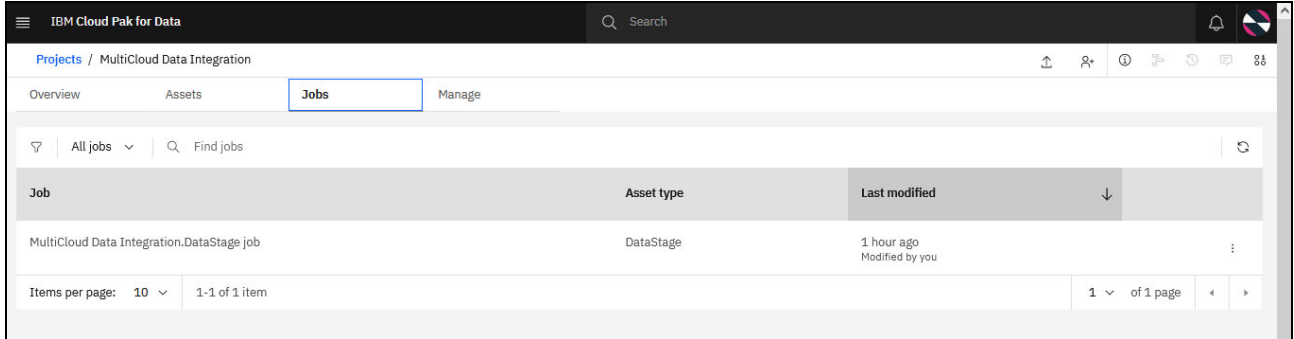 IBM Cloud Pak for Data
Search
Projects / MultiCloud Data Integration
Overview Assets Jobs Manage
All jobs Find jobs
Job Asset type Last modified
MultiCloud Data Integration.DataStage job DataStage 1 hour ago
Modified by you
Items per page: 10 1-1 of 1 item 1 of 1 page